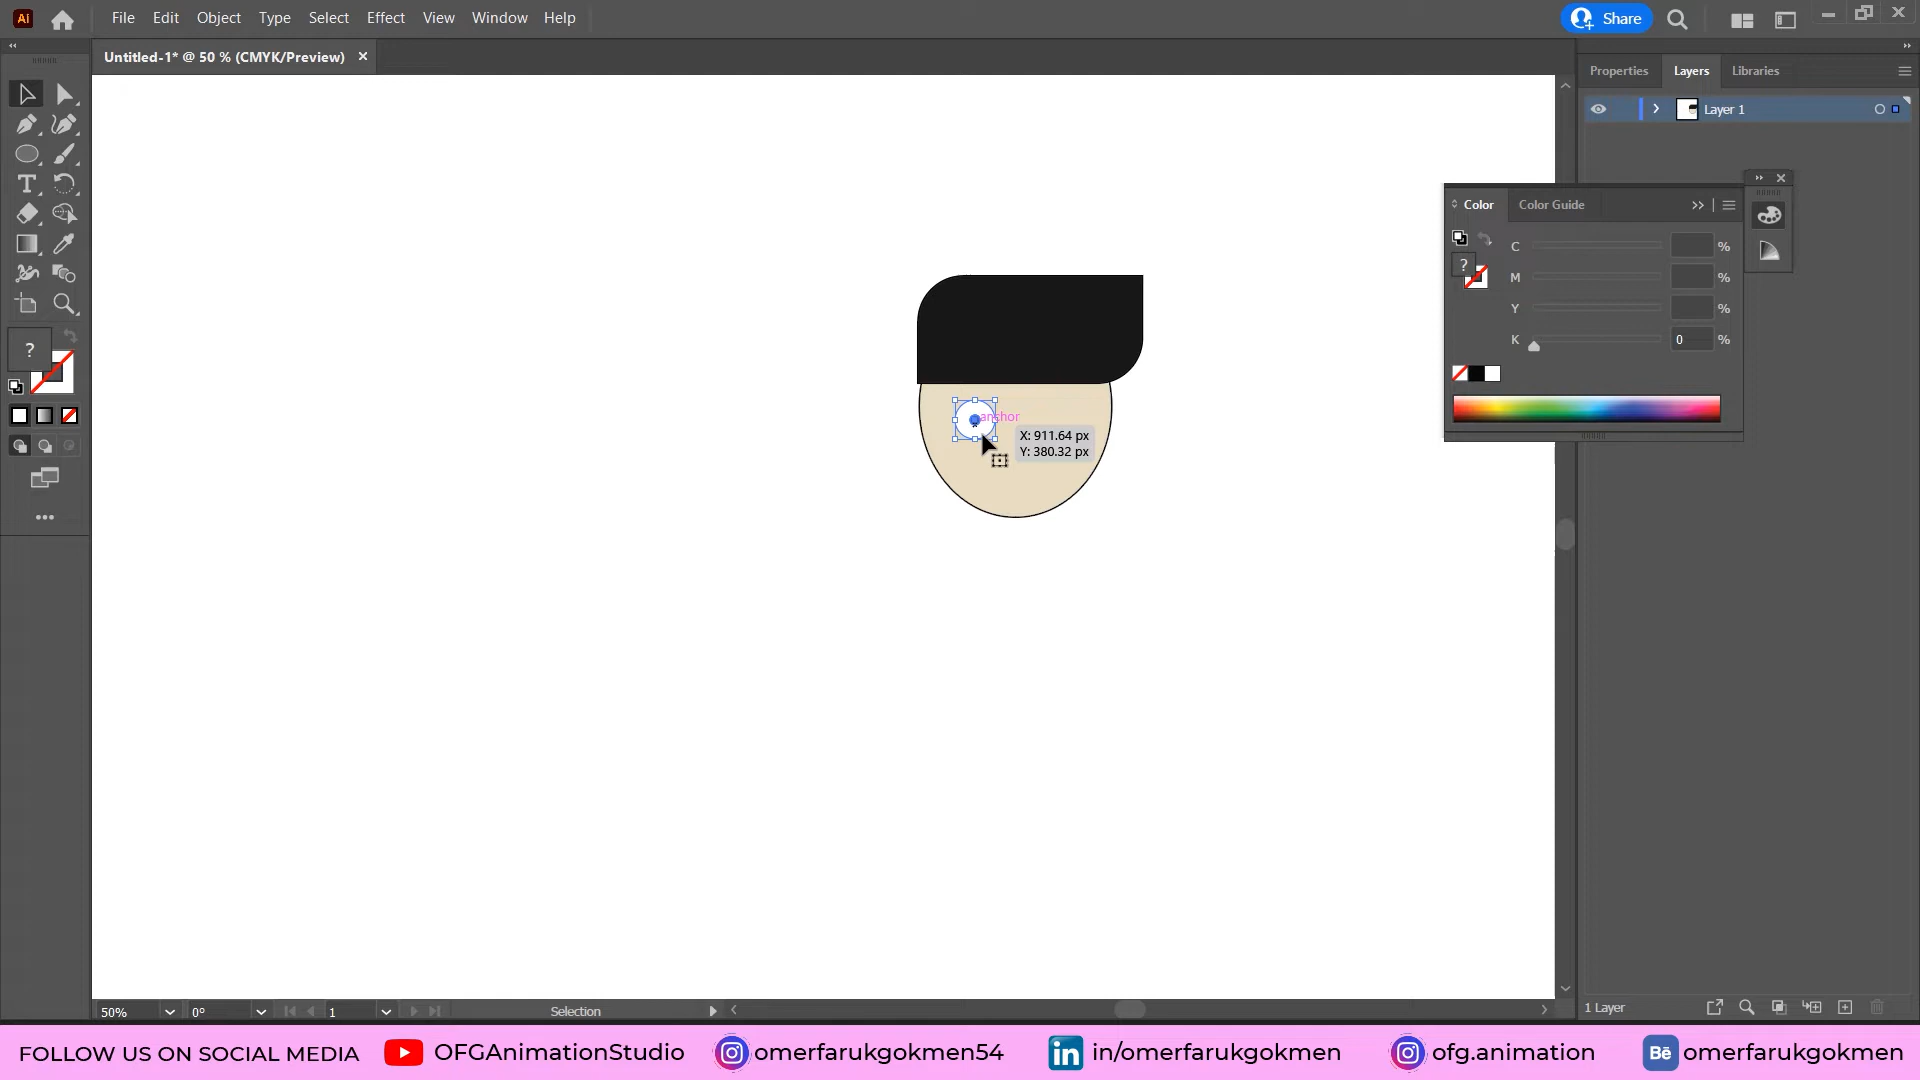 Ai File Edit Object Type Select Effect View Window Help Share
Untitled-1* @ 50 % (CMYK/Preview)
Properties Layers Libraries
Layer 1
Color Color Guide
C %
M %
Y %
K 0 %
?
?
T
anchor
X: 911.64 px
Y: 380.32 px
50% 0° 1 Selection
1 Layer
FOLLOW US ON SOCIAL MEDIA OFGAnimationStudio omerfarukgokmen54 in in/omerfarukgokmen ofg.animation Bē omerfarukgokmen